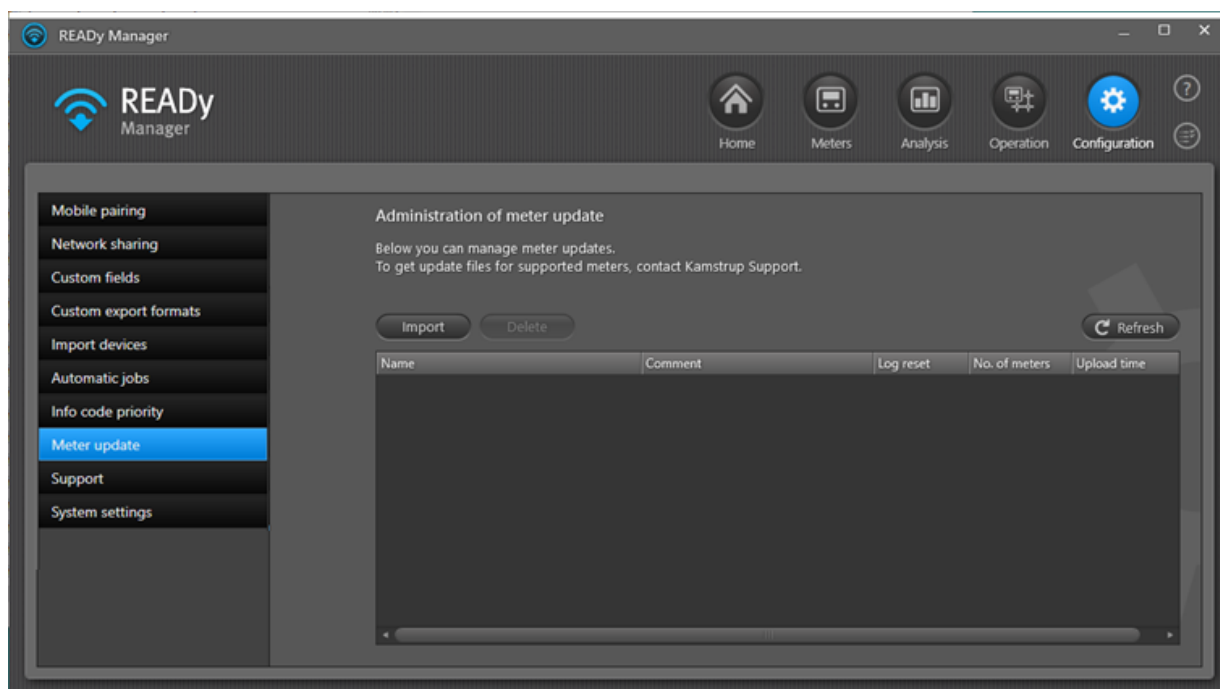 READy Manager
READy
Manager
Home
Meters
Analysis
Operation
Configuration
?
Mobile pairing
Network sharing
Custom fields
Custom export formats
Import devices
Automatic jobs
Info code priority
Meter update
Support
System settings
Administration of meter update
Below you can manage meter updates.
To get update files for supported meters, contact Kamstrup Support.
Import
Delete
Refresh
Name
Comment
Log reset
No. of meters
Upload time